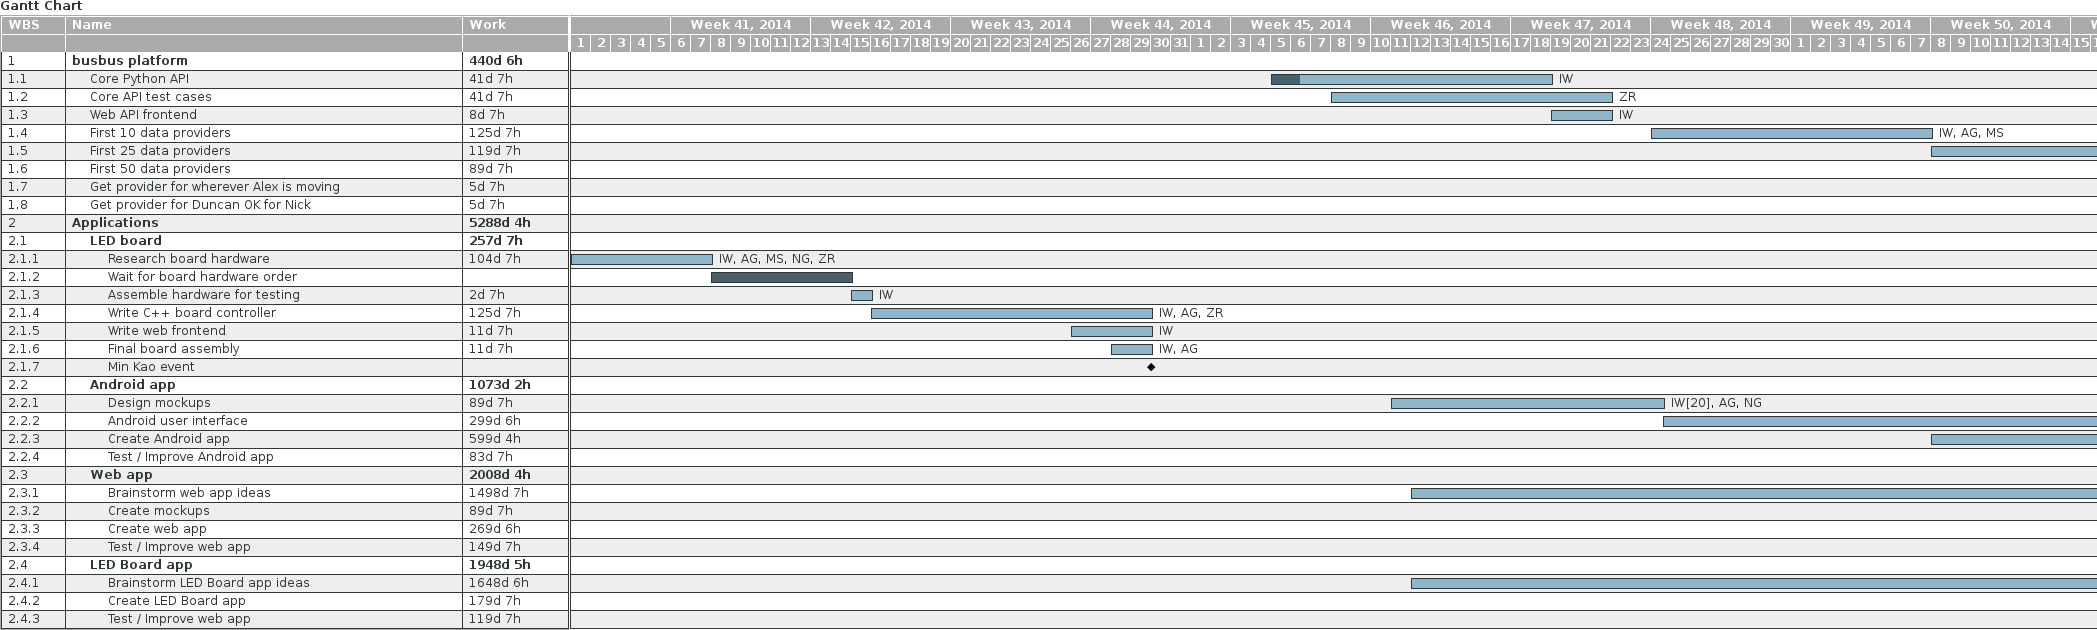 Gantt Chart
WBS Name Work Week 41, 2014 Week 42, 2014 Week 43, 2014 Week 44, 2014 Week 45, 2014 Week 46, 2014 Week 47, 2014 Week 48, 2014 Week 49, 2014 Week 50, 2014
1 2 3 4 5 6 7 8 9 10 11 12 13 14 15 16 17 18 19 20 21 22 23 24 25 26 27 28 29 30 31 1 2 3 4 5 6 7 8 9 10 11 12 13 14 15 16 17 18 19 20 21 22 23 24 25 26 27 28 29 30 1 2 3 4 5 6 7 8 9 10 11 12 13 14 15
1 busbus platform 440d 6h
1.1 Core Python API 41d 7h IW
1.2 Core API test cases 41d 7h ZR
1.3 Web API frontend 8d 7h IW
1.4 First 10 data providers 125d 7h IW, AG, MS
1.5 First 25 data providers 119d 7h
1.6 First 50 data providers 89d 7h
1.7 Get provider for wherever Alex is moving 5d 7h
1.8 Get provider for Duncan OK for Nick 5d 7h
2 Applications 5288d 4h
2.1 LED board 257d 7h
2.1.1 Research board hardware 104d 7h IW, AG, MS, NG, ZR
2.1.2 Wait for board hardware order
2.1.3 Assemble hardware for testing 2d 7h IW
2.1.4 Write C++ board controller 125d 7h IW, AG, ZR
2.1.5 Write web frontend 11d 7h IW
2.1.6 Final board assembly 11d 7h IW, AG
2.1.7 Min Kao event
2.2 Android app 1073d 2h
2.2.1 Design mockups 89d 7h IW[20], AG, NG
2.2.2 Android user interface 299d 6h
2.2.3 Create Android app 599d 4h
2.2.4 Test / Improve Android app 83d 7h
2.3 Web app 2008d 4h
2.3.1 Brainstorm web app ideas 1498d 7h
2.3.2 Create mockups 89d 7h
2.3.3 Create web app 269d 6h
2.3.4 Test / Improve web app 149d 7h
2.4 LED Board app 1948d 5h
2.4.1 Brainstorm LED Board app ideas 1648d 6h
2.4.2 Create LED Board app 179d 7h
2.4.3 Test / Improve web app 119d 7h